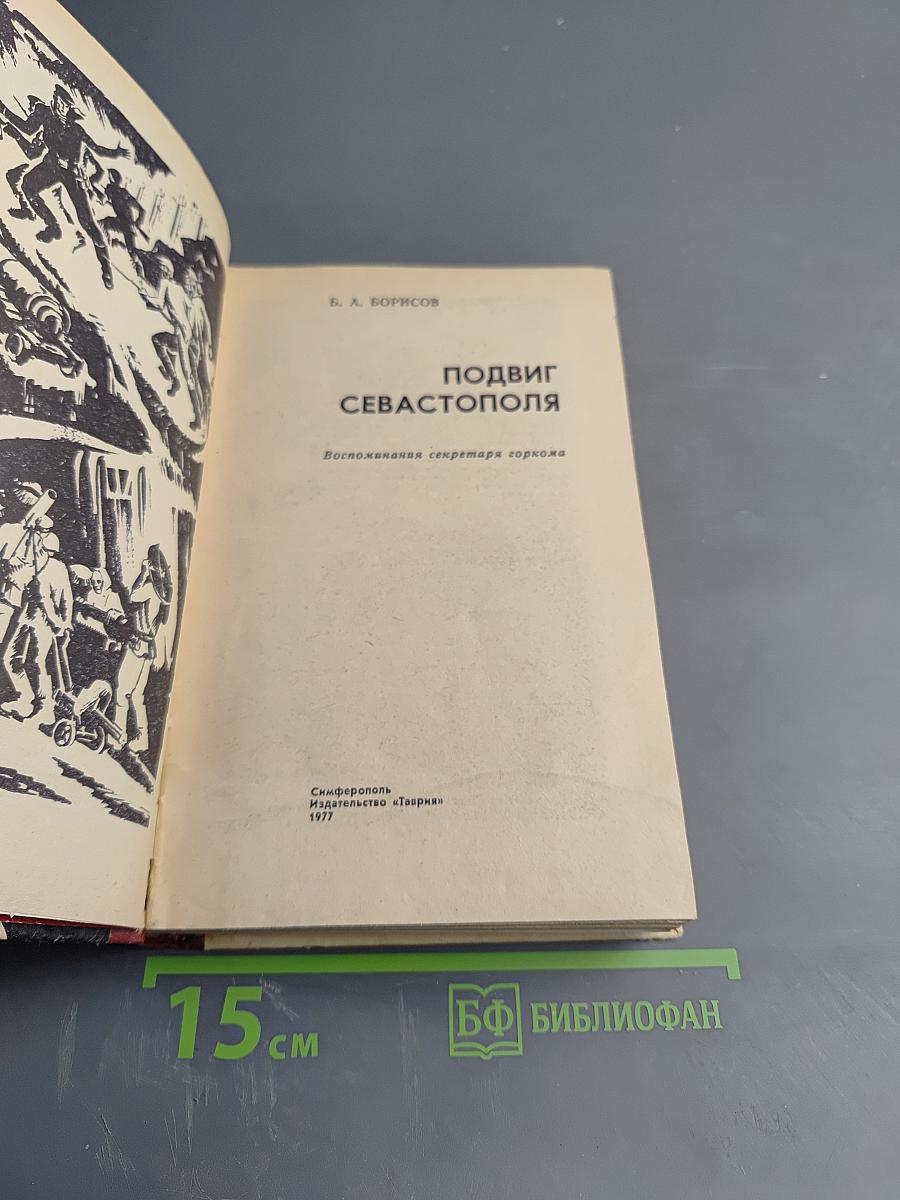 Б. А. БОРИСОВ
ПОДВИГ
СЕВАСТОПОЛЯ
Воспоминания секретаря горкома
Симферополь
Издательство «Таврия»
1977
15 см
БФ БИБЛИОФАН